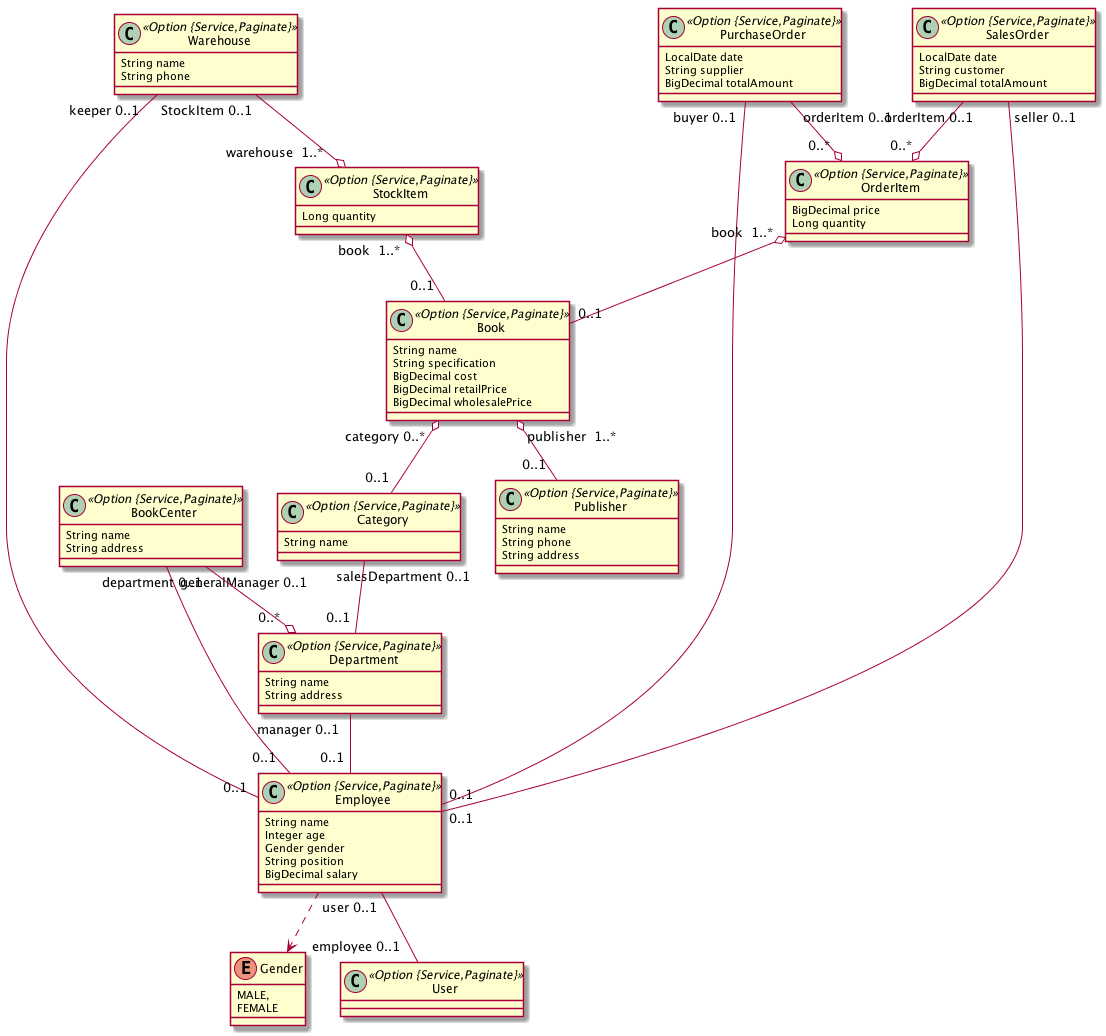 C <<Option {Service,Paginate}>>
Warehouse
String name
String phone
C <<Option {Service,Paginate}>>
PurchaseOrder
LocalDate date
String supplier
BigDecimal totalAmount
C <<Option {Service,Paginate}>>
SalesOrder
LocalDate date
String customer
BigDecimal totalAmount
keeper 0..1
StockItem 0..1
buyer 0..1
orderItem 0..1
orderItem 0..1
seller 0..1
warehouse 1..*
0..*
0..*
C <<Option {Service,Paginate}>>
StockItem
Long quantity
C <<Option {Service,Paginate}>>
OrderItem
BigDecimal price
Long quantity
book 1..*
book 1..*
0..1
0..1
C <<Option {Service,Paginate}>>
Book
String name
String specification
BigDecimal cost
BigDecimal retailPrice
BigDecimal wholesalePrice
category 0..*
publisher 1..*
0..1
0..1
C <<Option {Service,Paginate}>>
BookCenter
String name
String address
C <<Option {Service,Paginate}>>
Category
String name
C <<Option {Service,Paginate}>>
Publisher
String name
String phone
String address
department 0..1
generalManager 0..1
salesDepartment 0..1
0..*
0..1
C <<Option {Service,Paginate}>>
Department
String name
String address
manager 0..1
0..1
0..1
0..1
0..1
0..1
C <<Option {Service,Paginate}>>
Employee
String name
Integer age
Gender gender
String position
BigDecimal salary
user 0..1
employee 0..1
E Gender
MALE,
FEMALE
C <<Option {Service,Paginate}>>
User